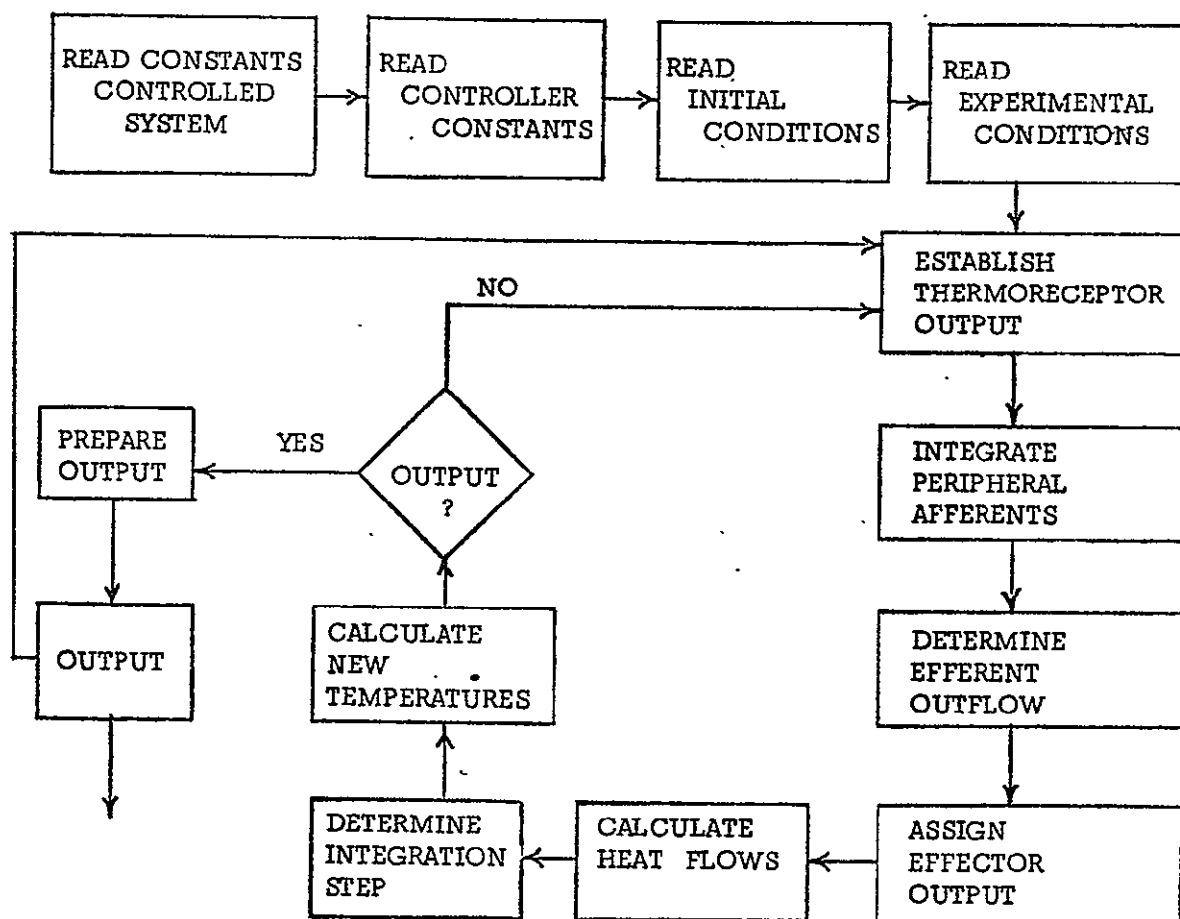 READ CONSTANTS
CONTROLLED
SYSTEM
READ
CONTROLLER
CONSTANTS
READ
INITIAL
CONDITIONS
READ
EXPERIMENTAL
CONDITIONS
ESTABLISH
THERMORECEPTOR
OUTPUT
NO
INTEGRATE
PERIPHERAL
AFFERENTS
DETERMINE
EFFERENT
OUTFLOW
ASSIGN
EFFECTOR
OUTPUT
CALCULATE
HEAT FLOWS
DETERMINE
INTEGRATION
STEP
CALCULATE
NEW
TEMPERATURES
OUTPUT
?
YES
PREPARE
OUTPUT
OUTPUT